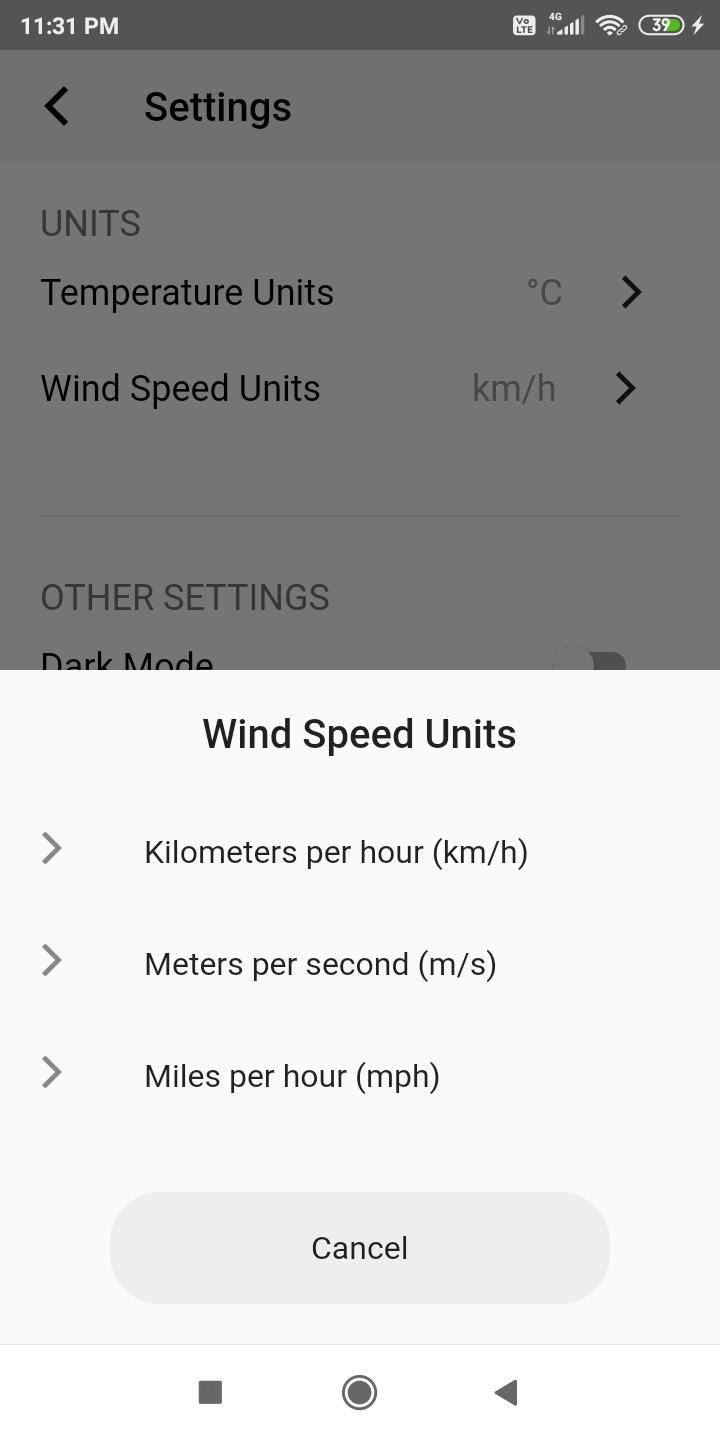 11:31 PM
Vo LTE
4G
39
Settings
UNITS
Temperature Units °C
Wind Speed Units km/h
OTHER SETTINGS
Dark Mode
Wind Speed Units
Kilometers per hour (km/h)
Meters per second (m/s)
Miles per hour (mph)
Cancel